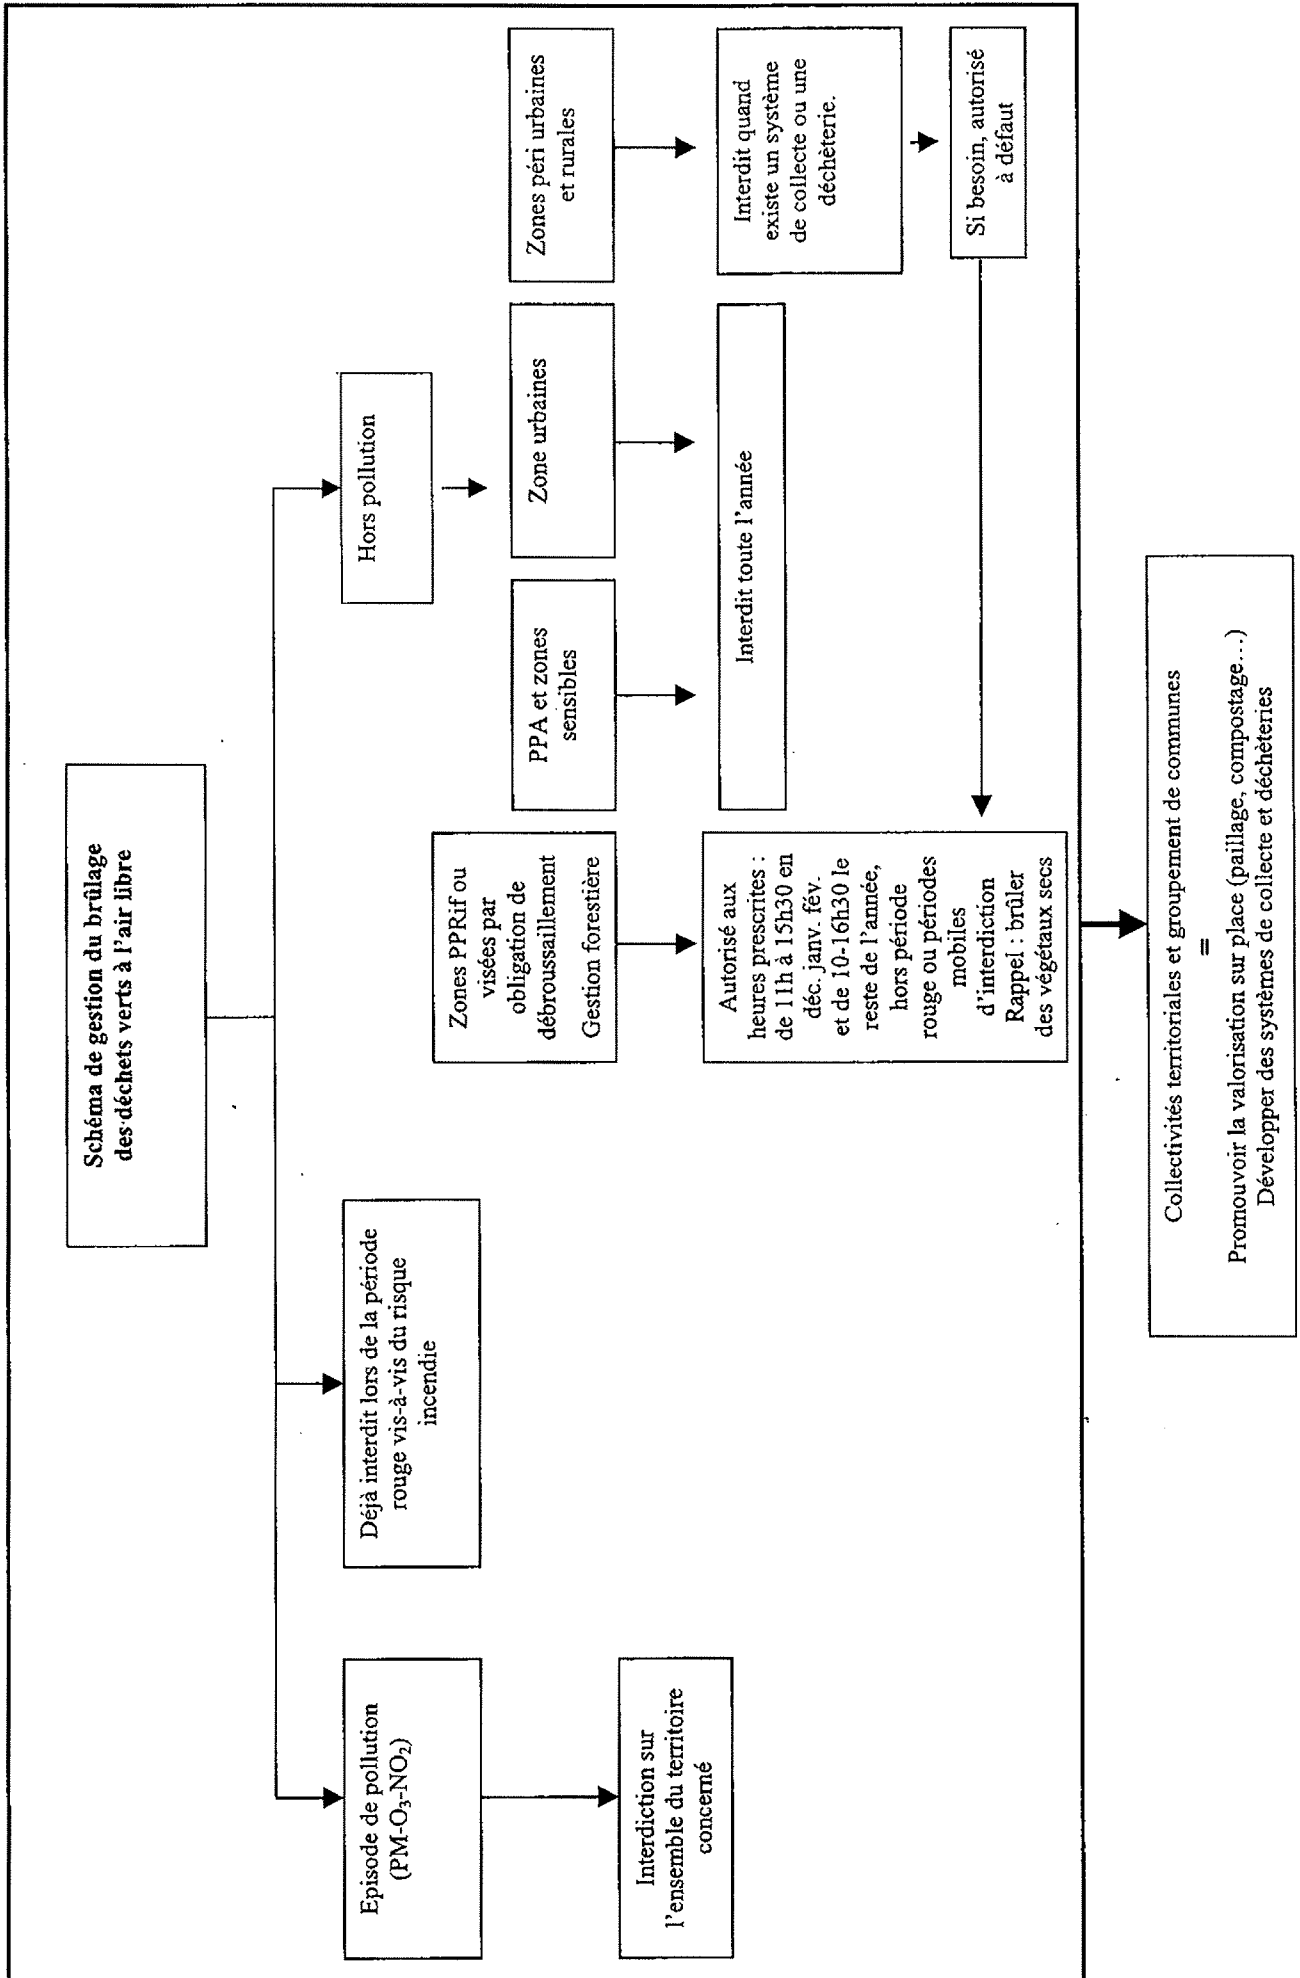 Schéma de gestion du brûlage
des déchets verts à l'air libre
Episode de pollution
(PM-O₃-NO₂)
Déjà interdit lors de la période
rouge vis-à-vis du risque
incendie
Hors pollution
Interdiction sur
l'ensemble du territoire
concerné
Zones PPRif ou
visées par
obligation de
débroussaillement
Gestion forestière
PPA et zones
sensibles
Zone urbaines
Zones péri urbaines
et rurales
Autorisé aux
heures prescrites :
de 11h à 15h30 en
déc. janv. fév.
et de 10-16h30 le
reste de l'année,
hors période
rouge ou périodes
mobiles
d'interdiction
Rappel : brûler
des végétaux secs
Interdit toute l'année
Interdit quand
existe un système
de collecte ou une
déchèterie.
Si besoin, autorisé
à défaut
Collectivités territoriales et groupement de communes
=
Promouvoir la valorisation sur place (paillage, compostage…)
Développer des systèmes de collecte et déchèteries